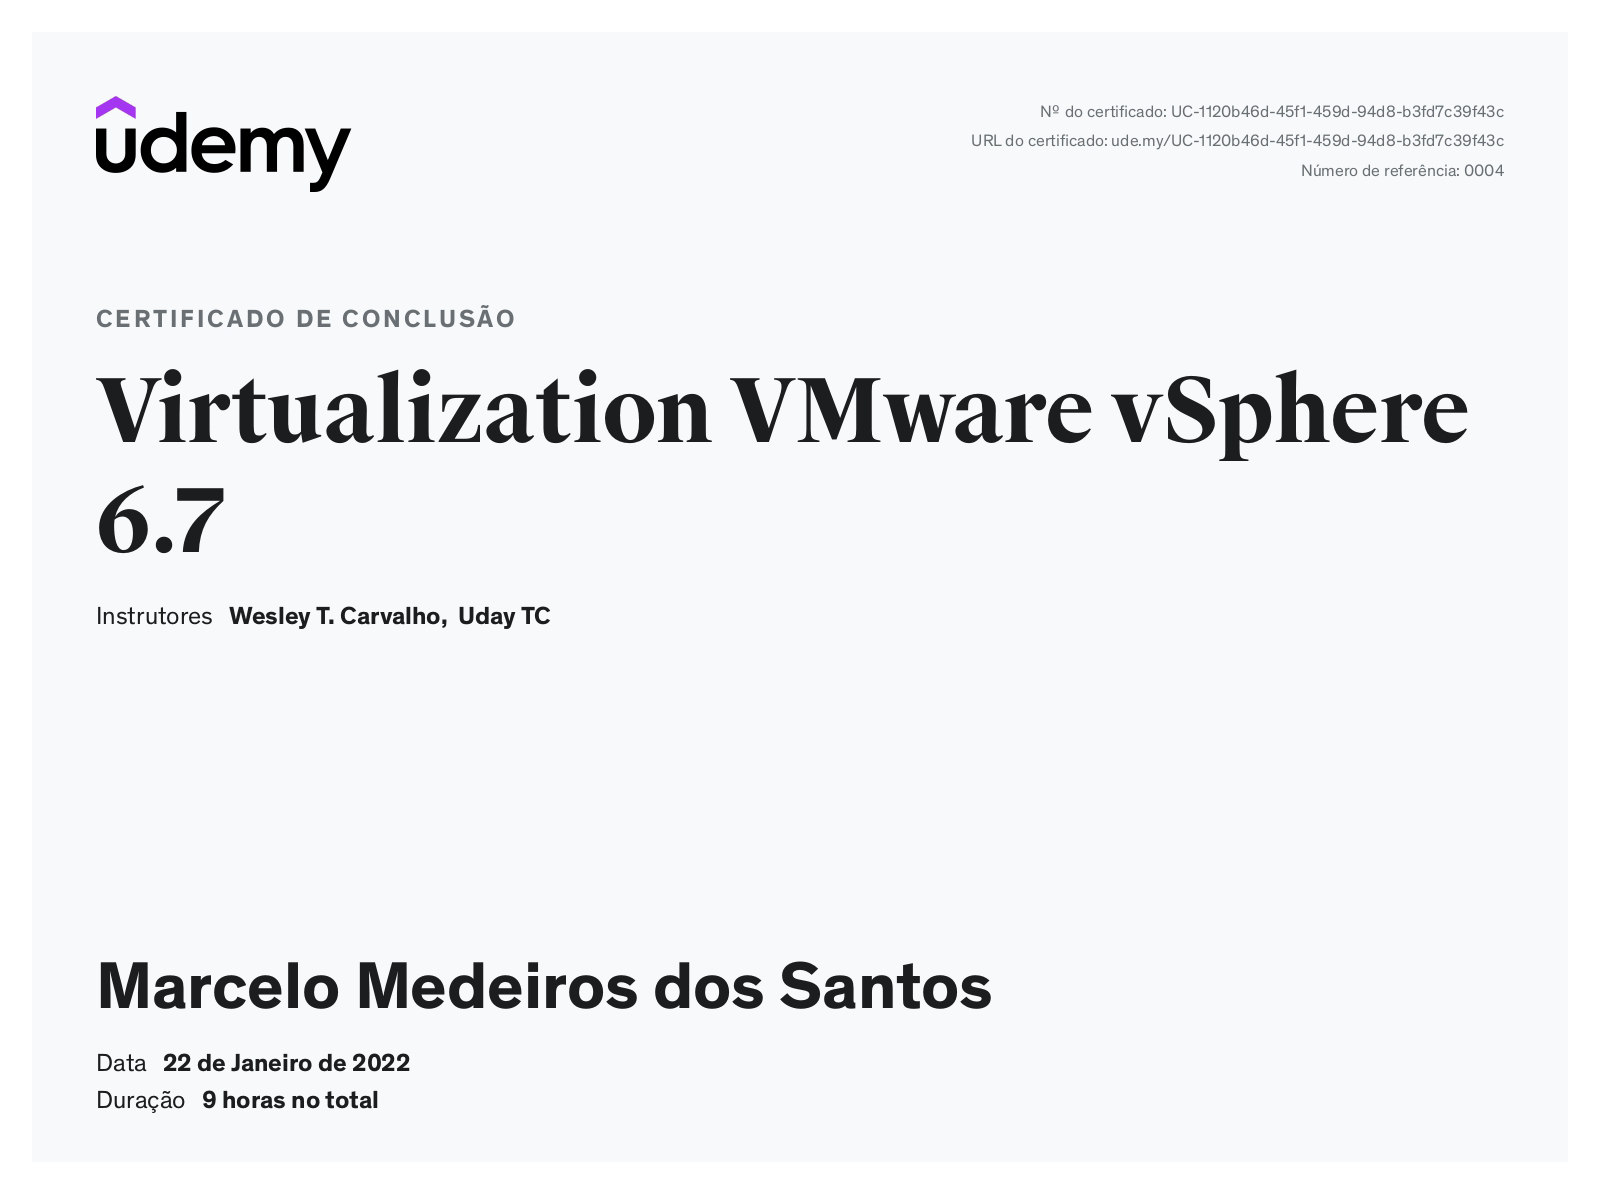 udemy
Nº do certificado: UC-1120b46d-45f1-459d-94d8-b3fd7c39f43c
URL do certificado: ude.my/UC-1120b46d-45f1-459d-94d8-b3fd7c39f43c
Número de referência: 0004
CERTIFICADO DE CONCLUSÃO
Virtualization VMware vSphere
6.7
Instrutores Wesley T. Carvalho, Uday TC
Marcelo Medeiros dos Santos
Data 22 de Janeiro de 2022
Duração 9 horas no total